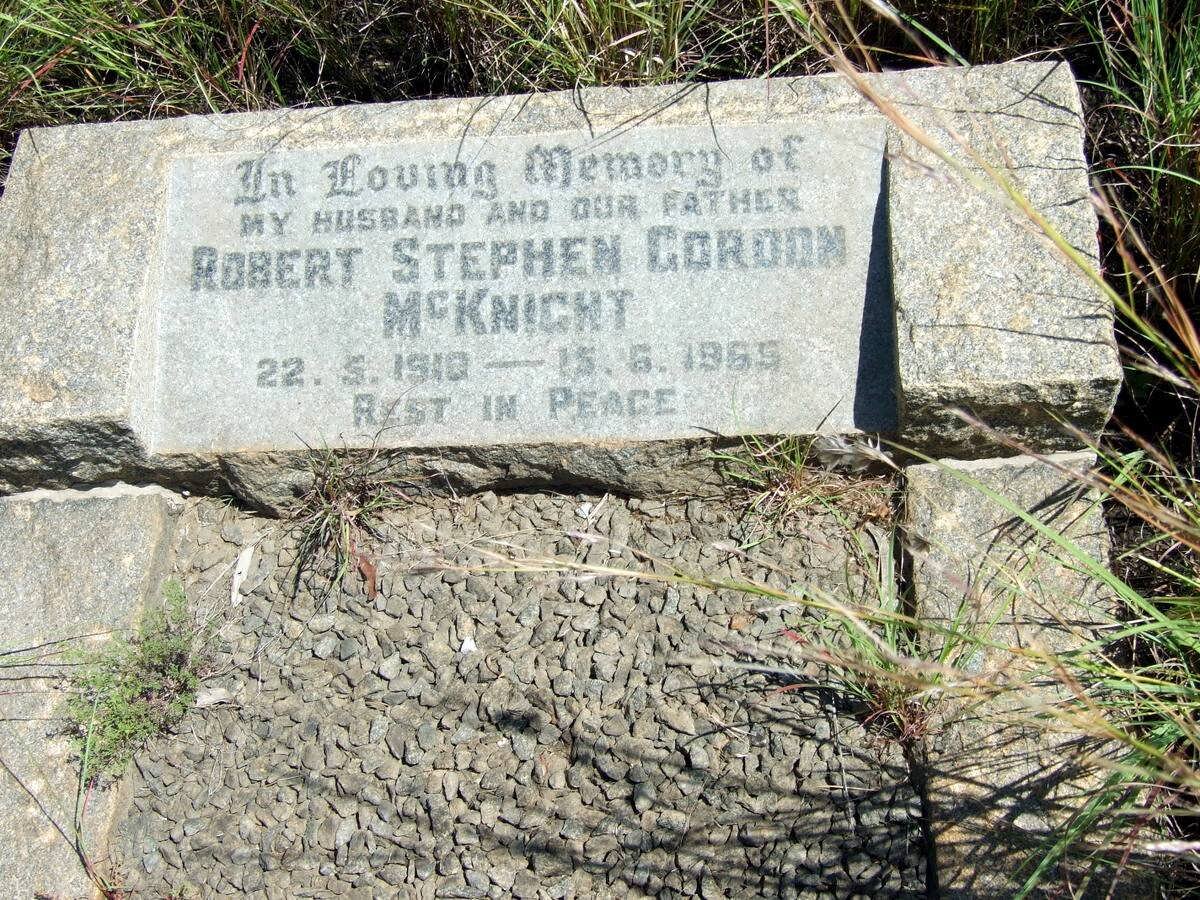 In Loving Memory of
MY HUSBAND AND OUR FATHER
ROBERT STEPHEN GORDON
McKNIGHT
22. 5. 1910 — 15. 6. 1965
REST IN PEACE